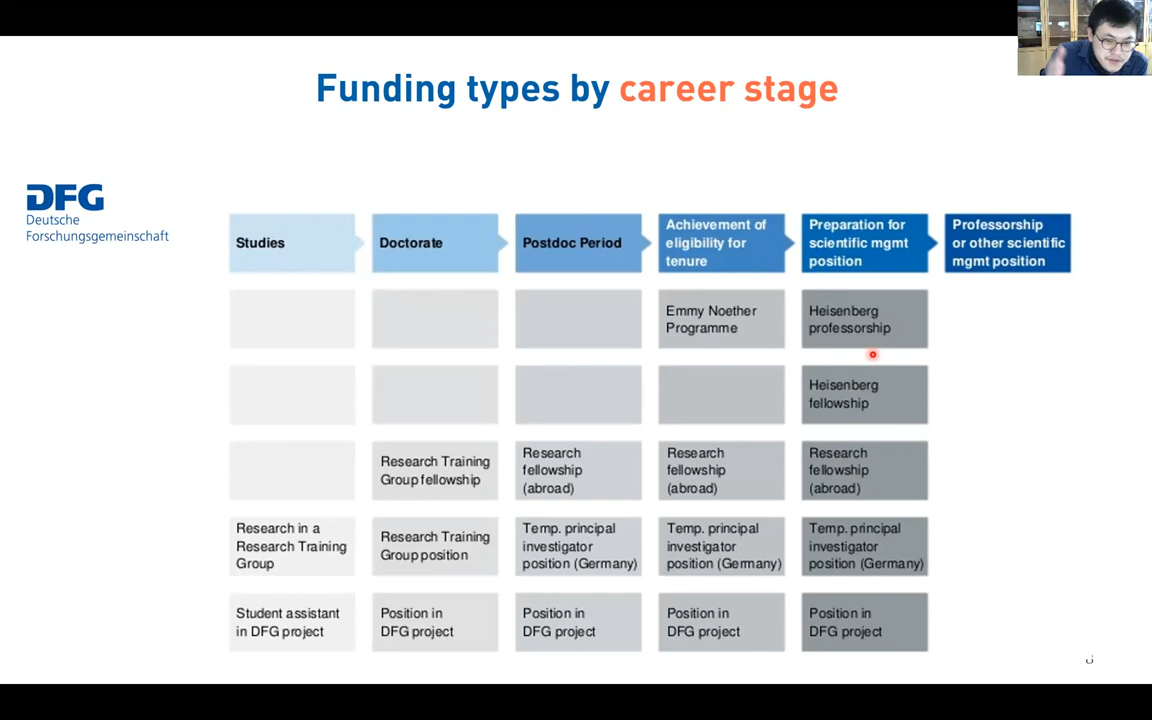 Funding types by career stage
DFG
Deutsche
Forschungsgemeinschaft
Studies
Doctorate
Postdoc Period
Achievement of
eligibility for
tenure
Preparation for
scientific mgmt
position
Professorship
or other scientific
mgmt position
Emmy Noether
Programme
Heisenberg
professorship
Heisenberg
fellowship
Research Training
Group fellowship
Research
fellowship
(abroad)
Research
fellowship
(abroad)
Research
fellowship
(abroad)
Research in a
Research Training
Group
Research Training
Group position
Temp. principal
investigator
position (Germany)
Temp. principal
investigator
position (Germany)
Temp. principal
investigator
position (Germany)
Student assistant
in DFG project
Position in
DFG project
Position in
DFG project
Position in
DFG project
Position in
DFG project